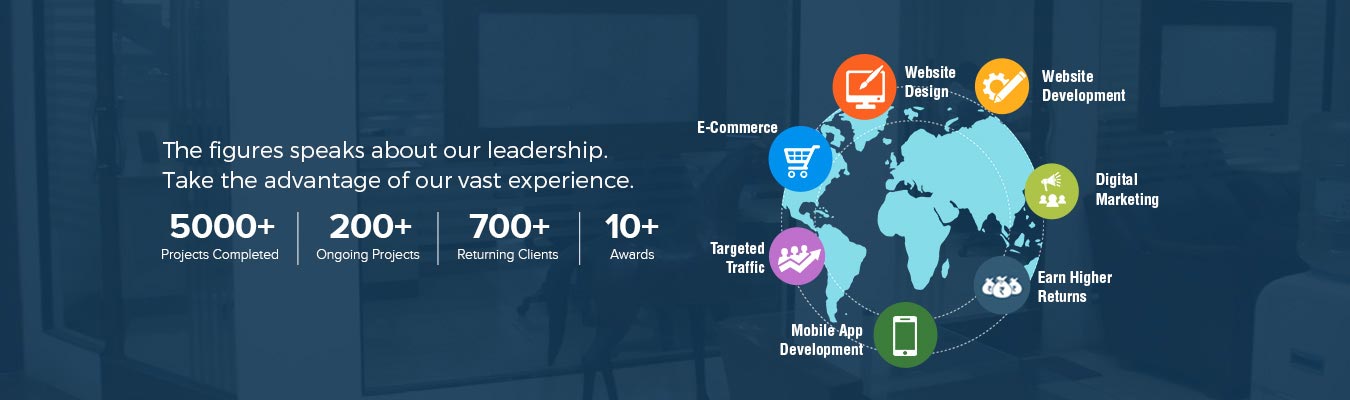 The figures speaks about our leadership.
Take the advantage of our vast experience.
5000+
Projects Completed
200+
Ongoing Projects
700+
Returning Clients
10+
Awards
Website
Design
Website
Development
E-Commerce
Digital
Marketing
Targeted
Traffic
Earn Higher
Returns
Mobile App
Development